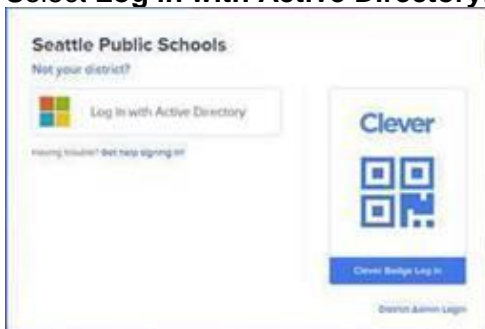 Select Log in with Active Directory.
Seattle Public Schools
Not your district?
Log in with Active Directory
Having trouble? Get help signing in!
Clever
Clever Badge Log In
District Admin Login